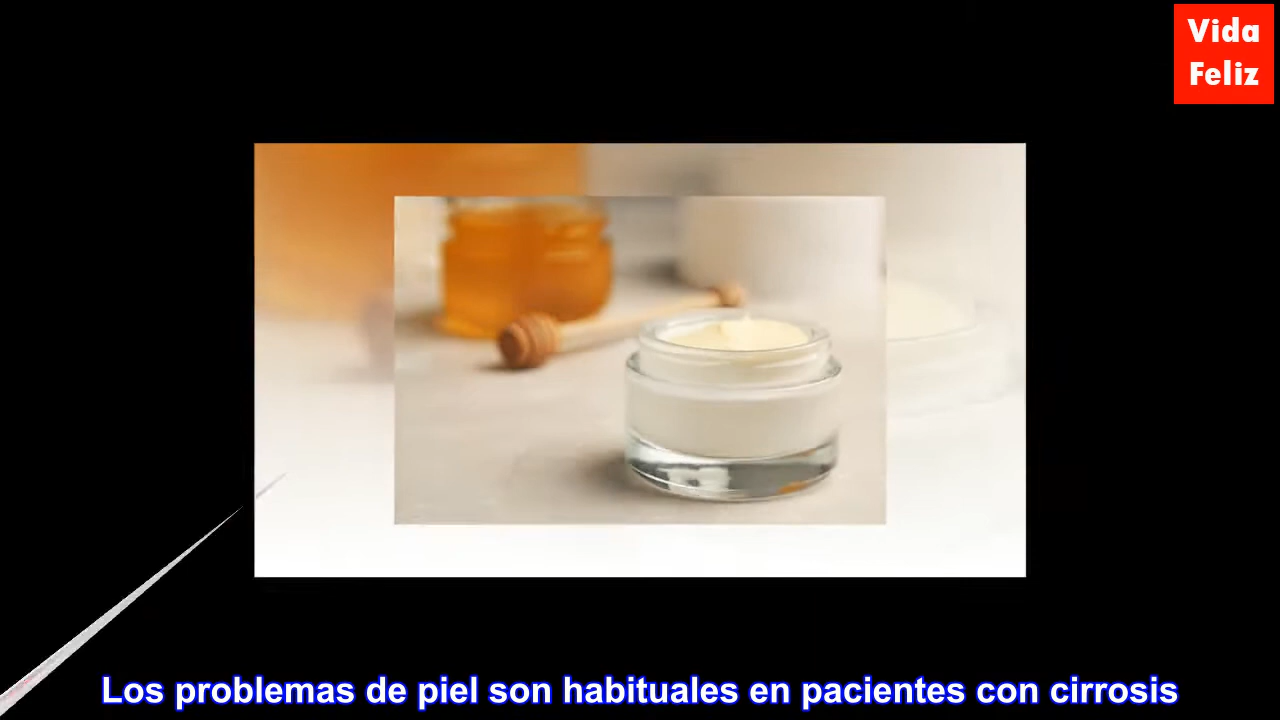 Vida
Feliz
Los problemas de piel son habituales en pacientes con cirrosis